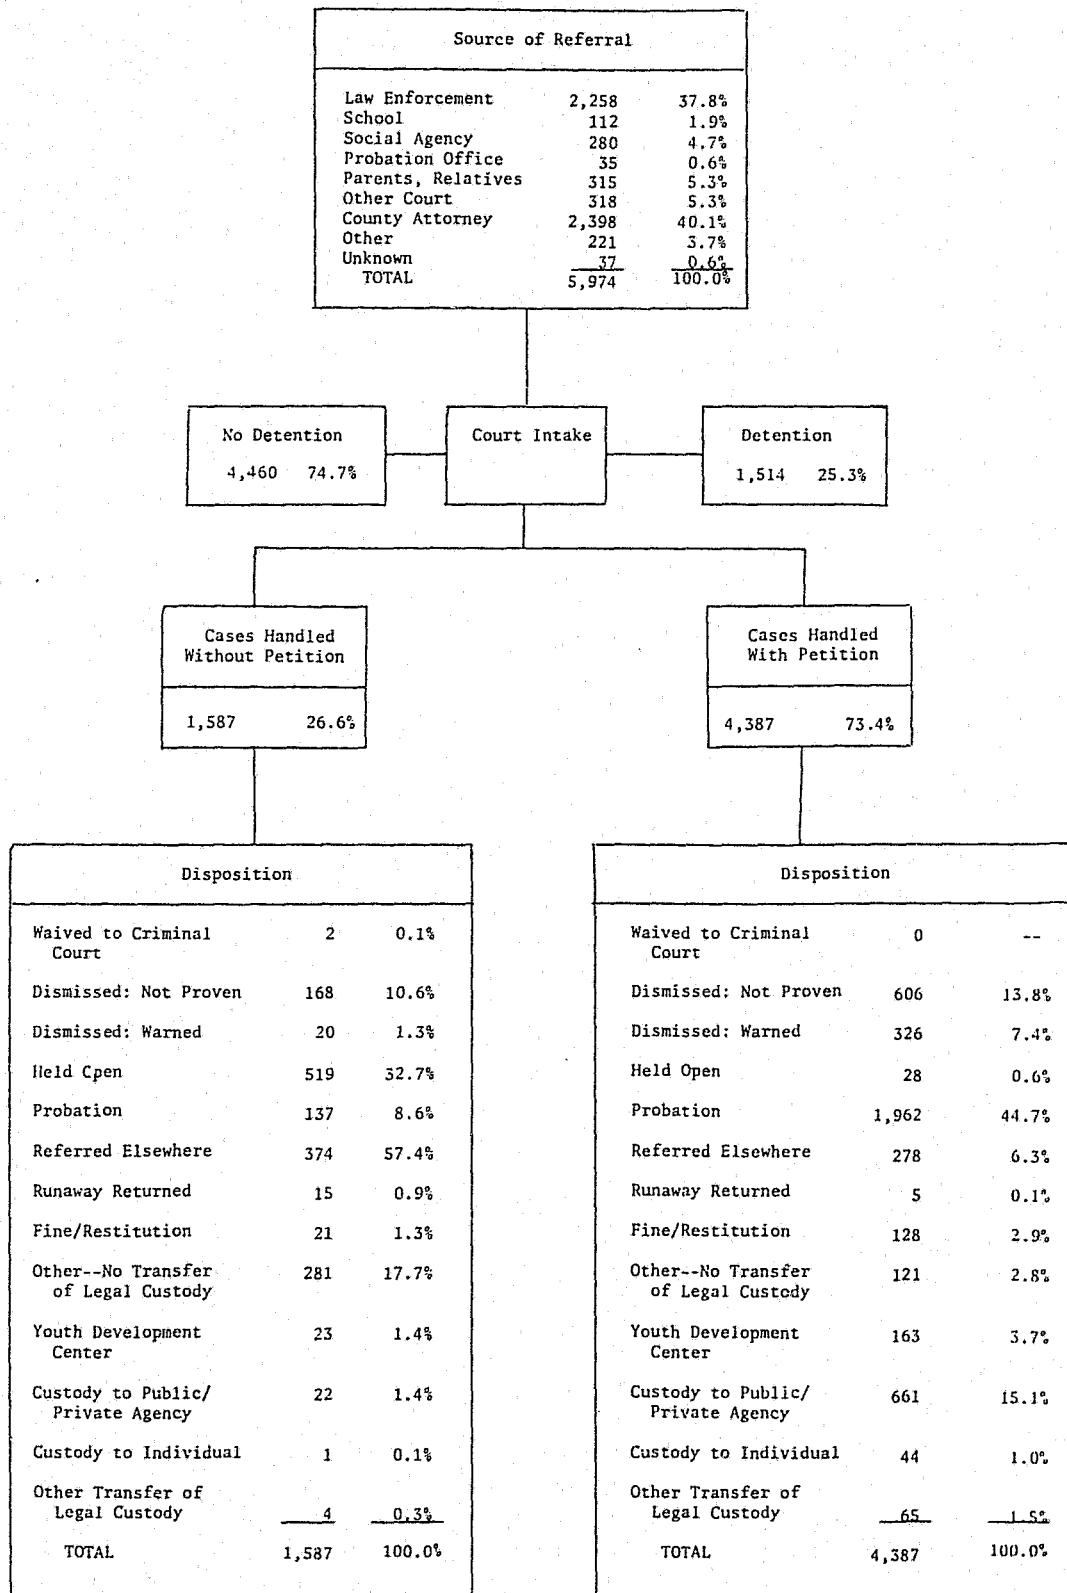 Source of Referral
Law Enforcement 2,258 37.8%
School 112 1.9%
Social Agency 280 4.7%
Probation Office 35 0.6%
Parents, Relatives 315 5.3%
Other Court 318 5.3%
County Attorney 2,398 40.1%
Other 221 3.7%
Unknown 37 0.6%
TOTAL 5,974 100.0%
No Detention
4,460 74.7%
Court Intake
Detention
1,514 25.3%
Cases Handled
Without Petition
1,587 26.6%
Cases Handled
With Petition
4,387 73.4%
Disposition
Waived to Criminal 2 0.1%
Court
Dismissed: Not Proven 168 10.6%
Dismissed: Warned 20 1.3%
Held Open 519 32.7%
Probation 137 8.6%
Referred Elsewhere 374 57.4%
Runaway Returned 15 0.9%
Fine/Restitution 21 1.3%
Other--No Transfer 281 17.7%
of Legal Custody
Youth Development 23 1.4%
Center
Custody to Public/ 22 1.4%
Private Agency
Custody to Individual 1 0.1%
Other Transfer of
Legal Custody 4 0.3%
TOTAL 1,587 100.0%
Disposition
Waived to Criminal 0 --
Court
Dismissed: Not Proven 606 13.8%
Dismissed: Warned 326 7.4%
Held Open 28 0.6%
Probation 1,962 44.7%
Referred Elsewhere 278 6.3%
Runaway Returned 5 0.1%
Fine/Restitution 128 2.9%
Other--No Transfer 121 2.8%
of Legal Custody
Youth Development 163 3.7%
Center
Custody to Public/ 661 15.1%
Private Agency
Custody to Individual 44 1.0%
Other Transfer of
Legal Custody 65 1.5%
TOTAL 4,387 100.0%